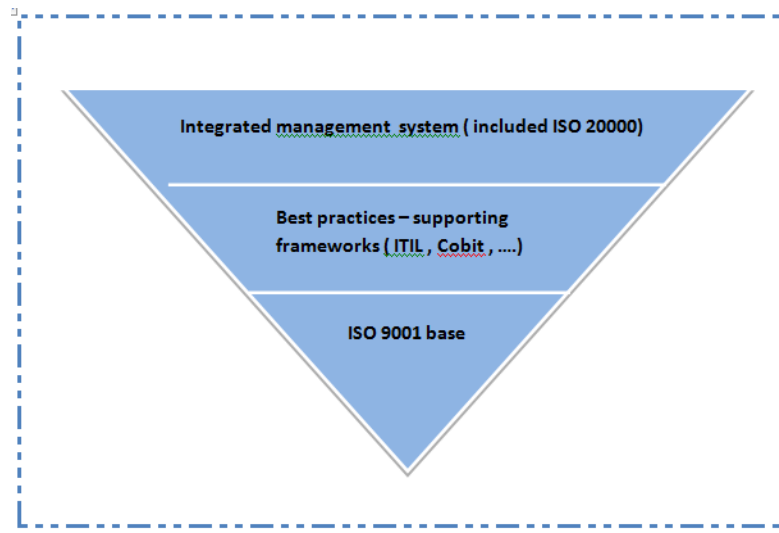 Integrated management system ( included ISO 20000)
Best practices – supporting
frameworks ( ITIL , Cobit , ....)
ISO 9001 base